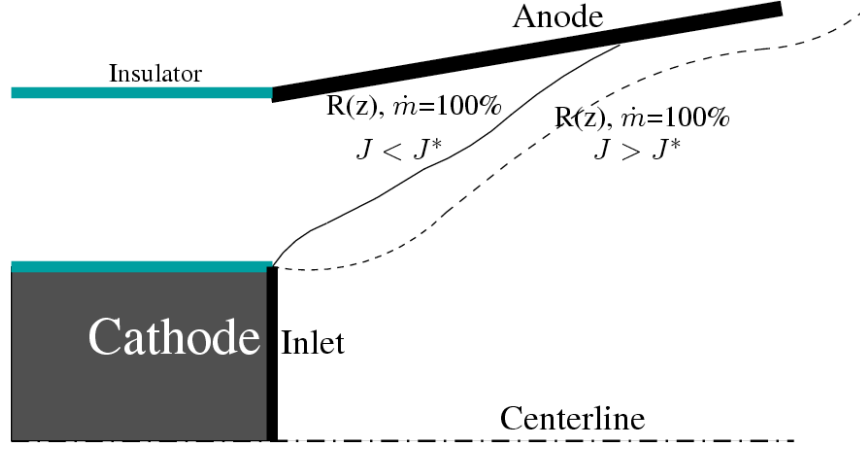 Anode
Insulator
R(z), ṁ=100%
J < J*
R(z), ṁ=100%
J > J*
Cathode
Inlet
Centerline